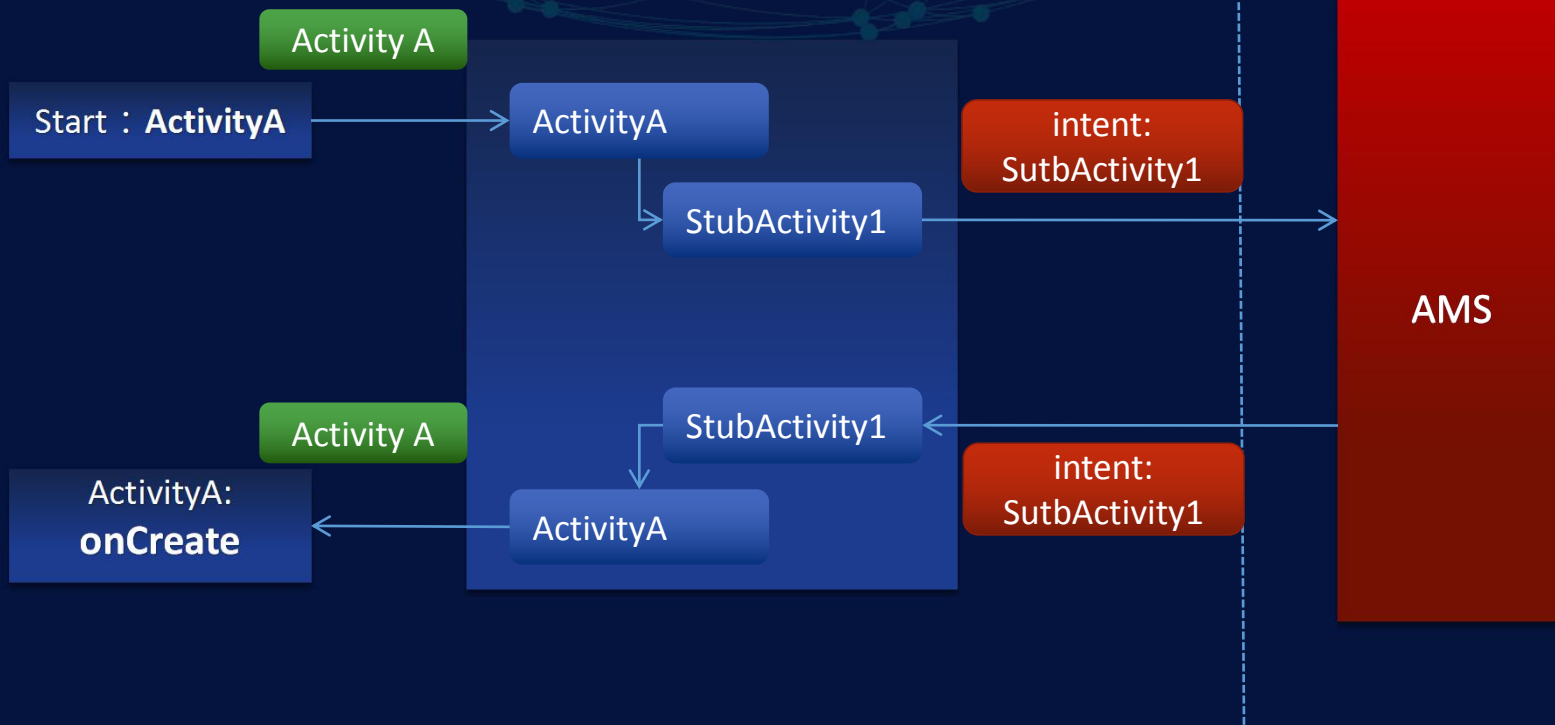 Activity A
Start：ActivityA
ActivityA
intent:
SutbActivity1
StubActivity1
AMS
StubActivity1
Activity A
intent:
SutbActivity1
ActivityA:
onCreate
ActivityA